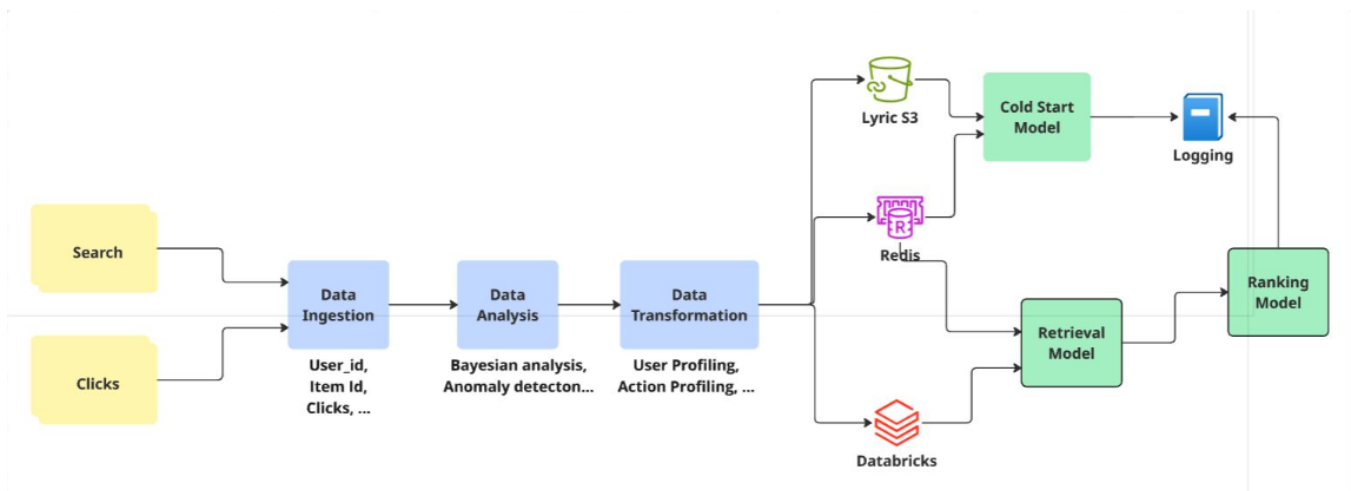 Search
Clicks
Data
Ingestion
User_id,
Item Id,
Clicks, ...
Data
Analysis
Bayesian analysis,
Anomaly detecton...
Data
Transformation
User Profiling,
Action Profiling, ...
Lyric S3
R
Redis
Databricks
Cold Start
Model
Retrieval
Model
Logging
Ranking
Model